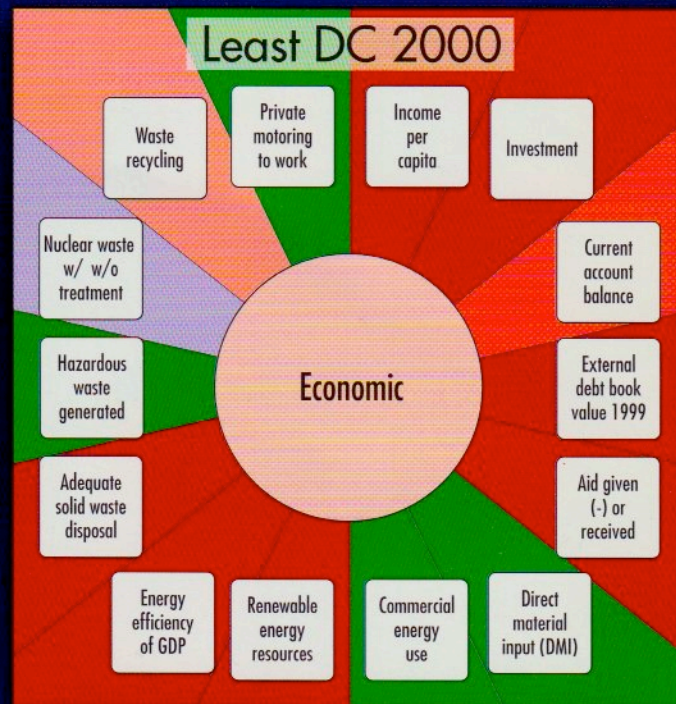 Least DC 2000
Private
motoring
to work
Income
per
capita
Investment
Current
account
balance
External
debt book
value 1999
Aid given
(-) or
received
Direct
material
input (DMI)
Commercial
energy
use
Renewable
energy
resources
Energy
efficiency
of GDP
Adequate
solid waste
disposal
Hazardous
waste
generated
Nuclear waste
w/ w/o
treatment
Waste
recycling
Economic